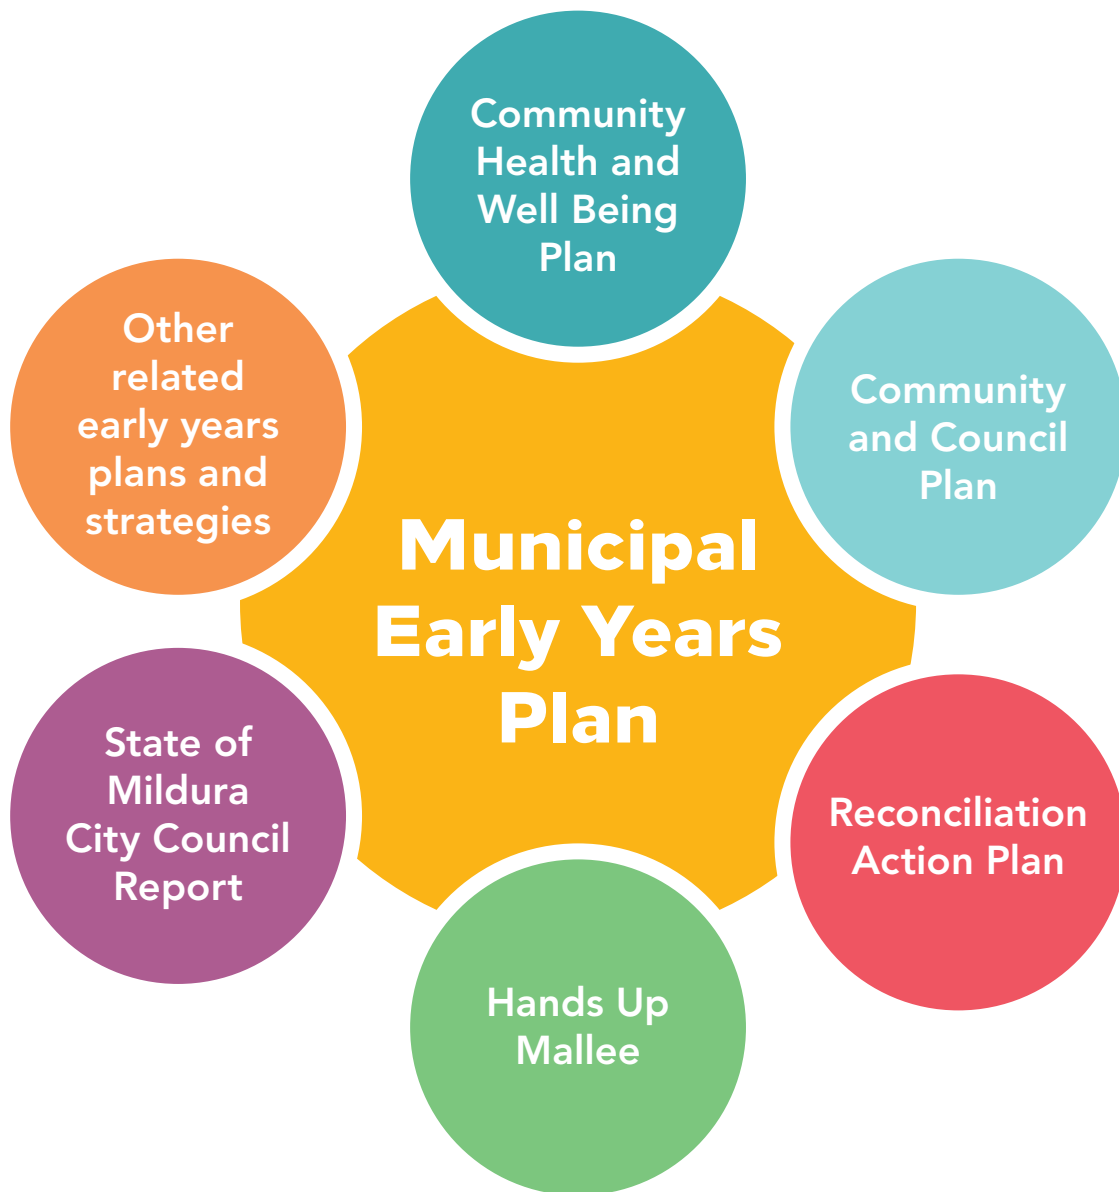 Community
Health and
Well Being
Plan
Other
related
early years
plans and
strategies
Community
and Council
Plan
Municipal
Early Years
Plan
State of
Mildura
City Council
Report
Reconciliation
Action Plan
Hands Up
Mallee